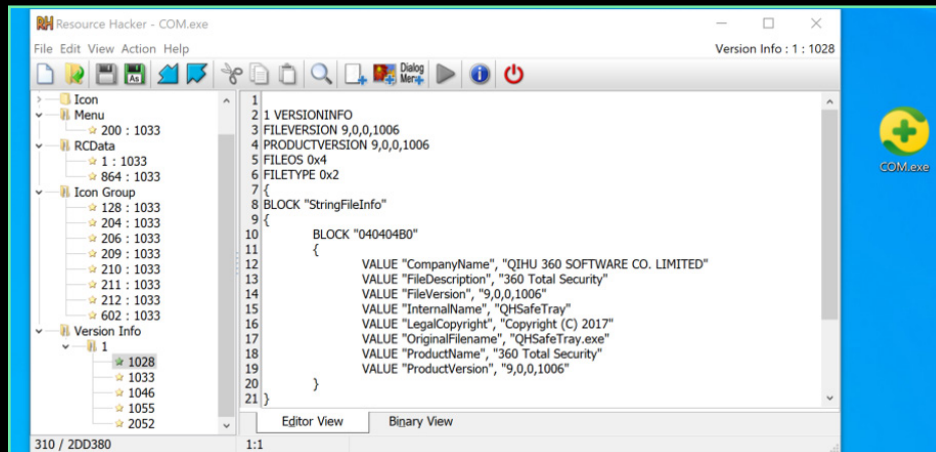 Resource Hacker - COM.exe
File Edit View Action Help
Version Info : 1 : 1028
As
Dialog
Menu
Icon
Menu
200 : 1033
RCData
1 : 1033
864 : 1033
Icon Group
128 : 1033
204 : 1033
206 : 1033
209 : 1033
210 : 1033
211 : 1033
212 : 1033
602 : 1033
Version Info
1
1028
1033
1046
1055
2052
1
2 1 VERSIONINFO
3 FILEVERSION 9,0,0,1006
4 PRODUCTVERSION 9,0,0,1006
5 FILEOS 0x4
6 FILETYPE 0x2
7 {
8 BLOCK "StringFileInfo"
9 {
10 BLOCK "040404B0"
11 {
12 VALUE "CompanyName", "QIHU 360 SOFTWARE CO. LIMITED"
13 VALUE "FileDescription", "360 Total Security"
14 VALUE "FileVersion", "9,0,0,1006"
15 VALUE "InternalName", "QHSafeTray"
16 VALUE "LegalCopyright", "Copyright (C) 2017"
17 VALUE "OriginalFilename", "QHSafeTray.exe"
18 VALUE "ProductName", "360 Total Security"
19 VALUE "ProductVersion", "9,0,0,1006"
20 }
21 }
Editor View Binary View
310 / 2DD380 1:1
COM.exe